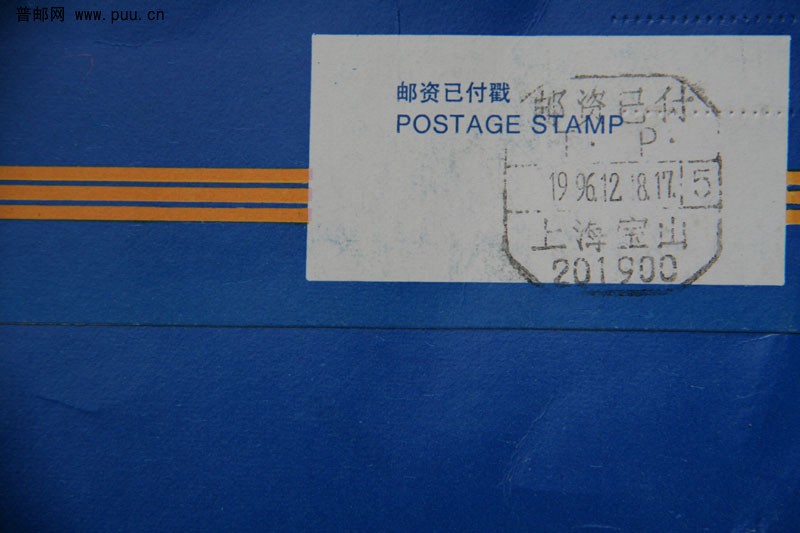 普邮网 www.puu.cn
邮资已付戳
POSTAGE STAMP
邮资已付
T. P.
1996.12.18.17. 5
上海宝山
201900